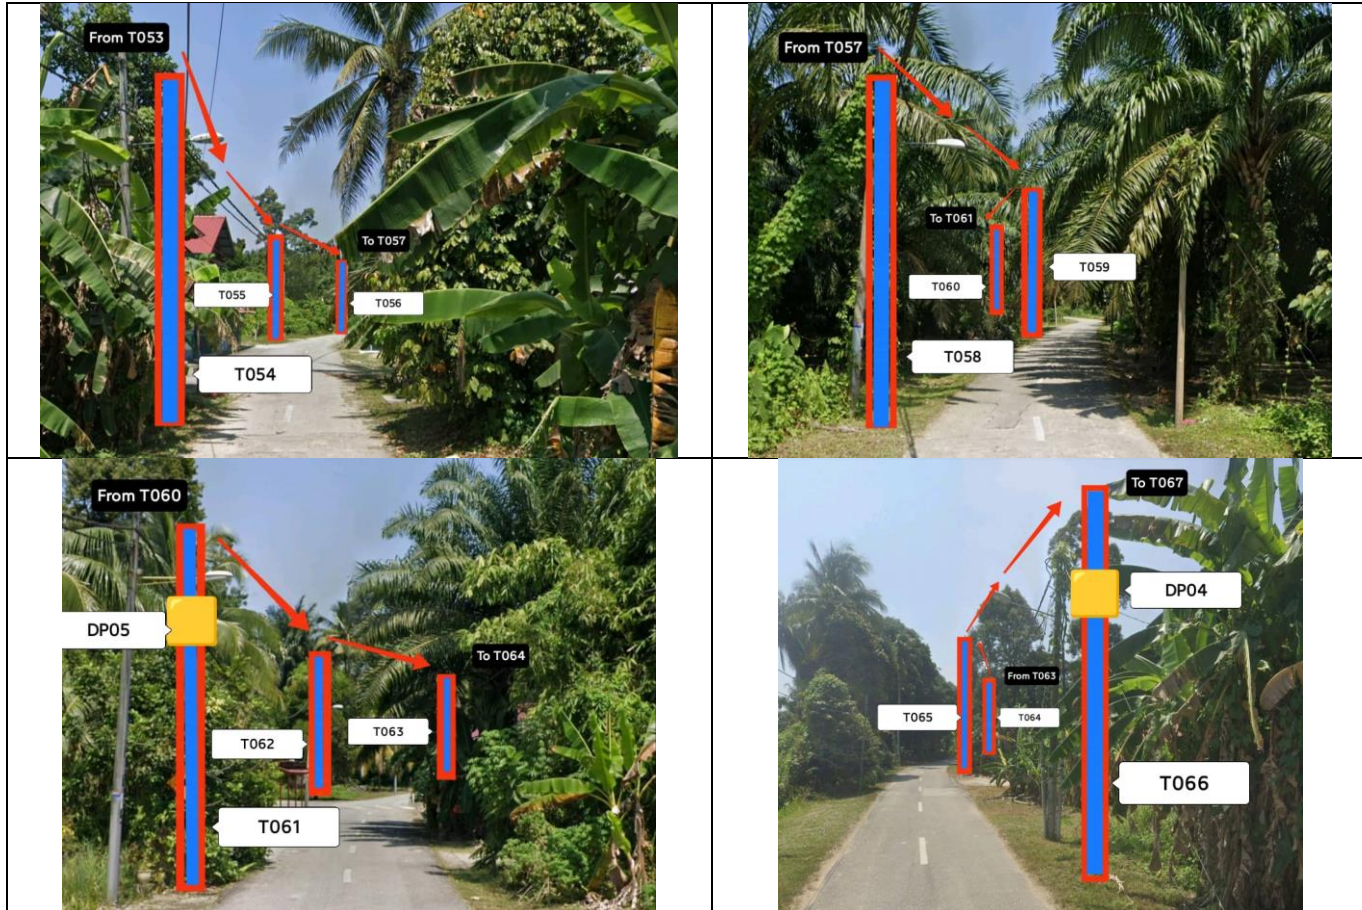 From T053
To T057
T055
T056
T054
From T057
To T061
T059
T060
T058
From T060
DP05
To T064
T063
T062
T061
To T067
DP04
From T063
T065
T064
T066